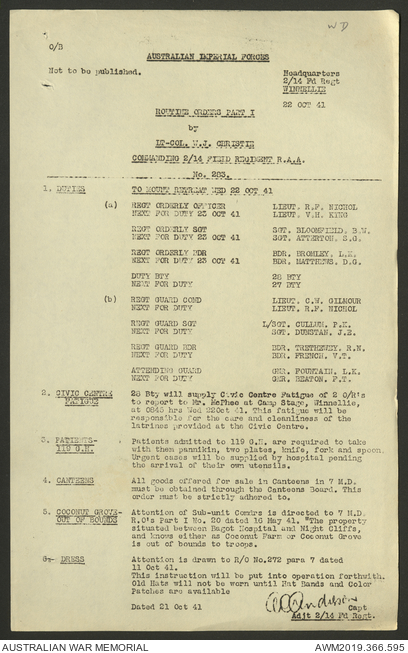 W D
O/B
AUSTRALIAN IMPERIAL FORCES
Not to be published.
Headquarters
2/14 Fd Regt
WINNELLIE
22 OCT 41
ROUTINE ORDERS PART I
by
LT-COL. W.J. CHRISTIE
COMMANDING 2/14 FIELD REGIMENT R.A.A.
No. 203.
1. DUTIES TO MOUNT RETREAT WED 22 OCT 41
(a) REGT ORDERLY OFFICER LIEUT. R.F. NICHOL
NEXT FOR DUTY 23 OCT 41 LIEUT. V.H. KING
REGT ORDERLY SGT SGT. BLOOMFIELD, B.W.
NEXT FOR DUTY 23 OCT 41 SGT. ATTERTON, S.G.
REGT ORDERLY BDR BDR. BROMLEY, L.K.
NEXT FOR DUTY 23 OCT 41 BDR. MATTHEWS, D.G.
DUTY BTY 28 BTY
NEXT FOR DUTY 27 BTY
(b) REGT GUARD COMD LIEUT. G.W. GILMOUR
NEXT FOR DUTY LIEUT. R.F. NICHOL
REGT GUARD SGT L/SGT. CULLUM, P.K.
NEXT FOR DUTY SGT. DUNSTAN, J.Z.
REGT GUARD BDR BDR. TRETHEWEY, R.N.
NEXT FOR DUTY BDR. FRENCH, V.T.
ATTENDING GUARD GNR. FOUNTAIN, L.K.
NEXT FOR DUTY GNR. BEATON, P.T.
2. CIVIC CENTRE FATIGUE 28 Bty will supply Civic Centre Fatigue of 2 O/R's
to report to Mr. McPhee at Camp Stage, Winnellie,
at 0845 hrs Wed 22Oct 41. This fatigue will be
responsible for the care and cleanliness of the
latrines provided at the Civic Centre.
3. PATIENTS- 119 G.H. Patients admitted to 119 G.H. are required to take
with them pannikin, two plates, knife, fork and spoon.
Urgent cases will be supplied by hospital pending
the arrival of their own utensils.
4. CANTEENS All goods offered for sale in Canteens in 7 M.D.
must be obtained through the Canteens Board. This
order must be strictly adhered to.
5. COCONUT GROVE- OUT OF BOUNDS Attention of Sub-unit Comdrs is directed to 7 M.D.
R.O's Part I No. 20 dated 16 May 41. "The property
situated between Bagot Hospital and Night Cliffs,
and knows either as Coconut Farm or Coconut Grove
is out of bounds to troops.
6. DRESS Attention is drawn to R/O No.272 para 7 dated
11 Oct 41.
This instruction will be put into operation forthwith.
Old Hats will not be worn until Hat Bands and Color
Patches are available
Dated 21 Oct 41 Capt
Adjt 2/14 Fd Regt.
AUSTRALIAN WAR MEMORIAL AWM2019.366.595